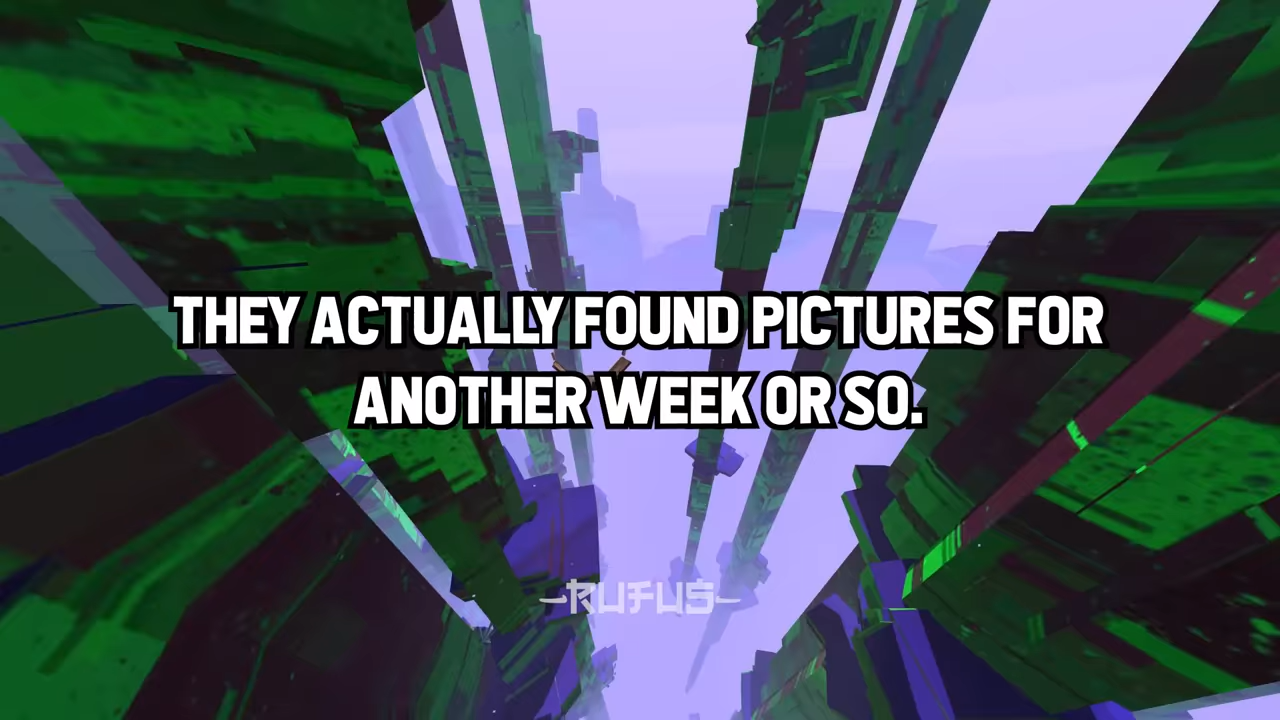 THEY ACTUALLY FOUND PICTURES FOR
ANOTHER WEEK OR SO.
-RUFUS-